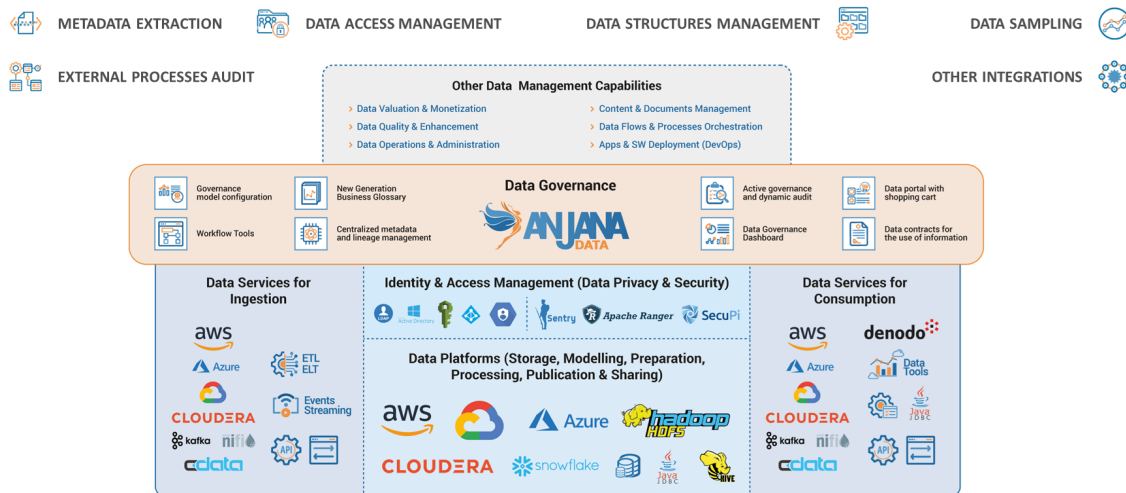 METADATA EXTRACTION
DATA ACCESS MANAGEMENT
DATA STRUCTURES MANAGEMENT
DATA SAMPLING
EXTERNAL PROCESSES AUDIT
OTHER INTEGRATIONS
Other Data Management Capabilities
> Data Valuation & Monetization
> Content & Documents Management
> Data Quality & Enhancement
> Data Flows & Processes Orchestration
> Data Operations & Administration
> Apps & SW Deployment (DevOps)
Data Governance
Governance
model configuration
New Generation
Business Glossary
Workflow Tools
Centralized metadata
and lineage management
ANJANA
DATA
Active governance
and dynamic audit
Data portal with
shopping cart
Data Governance
Dashboard
Data contracts for
the use of information
Data Services for
Ingestion
aws
Azure
ETL
ELT
CLOUDERA
Events
Streaming
kafka
nifi
cdata
API
Identity & Access Management (Data Privacy & Security)
LDAP
Active Directory
Sentry
Apache Ranger
SecuPi
Data Platforms (Storage, Modelling, Preparation,
Processing, Publication & Sharing)
aws
Azure
hadoop
HDFS
CLOUDERA
snowflake
Java
JDBC
HIVE
Data Services for
Consumption
aws
denodo
Azure
Data
Tools
CLOUDERA
Java
JDBC
kafka
nifi
cdata
API